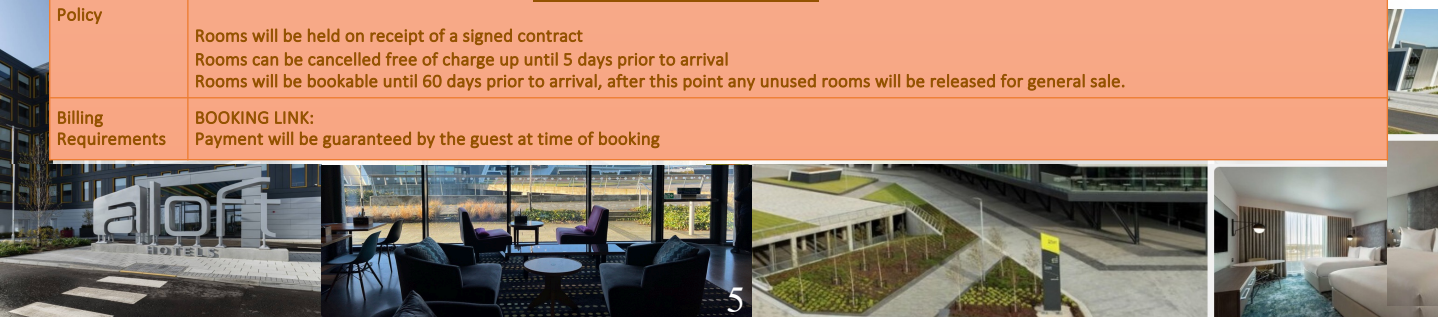 Policy
Rooms will be held on receipt of a signed contract
Rooms can be cancelled free of charge up until 5 days prior to arrival
Rooms will be bookable until 60 days prior to arrival, after this point any unused rooms will be released for general sale.
Billing
Requirements
BOOKING LINK:
Payment will be guaranteed by the guest at time of booking
aloft
HOTELS
5